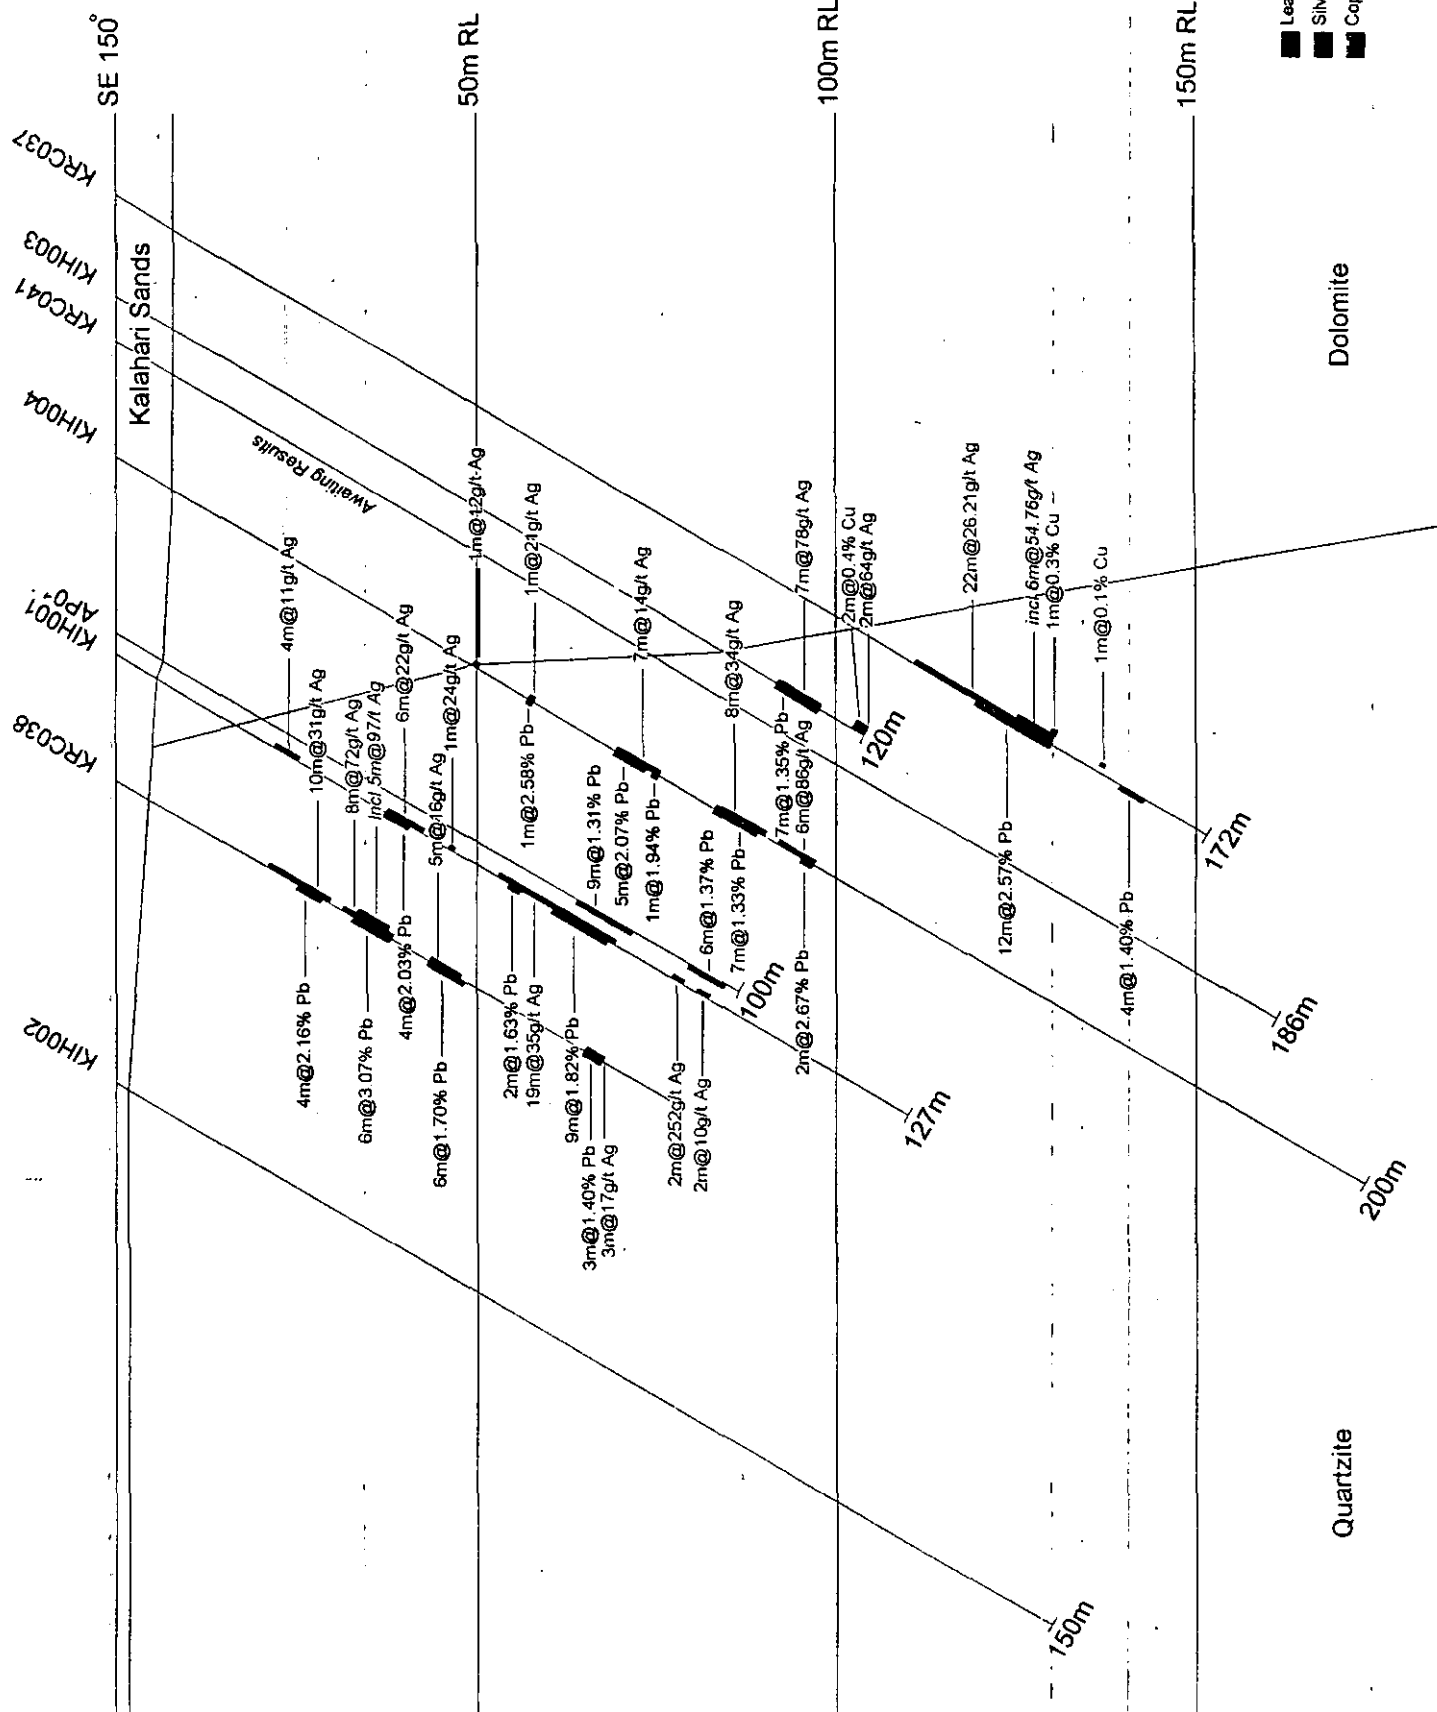 SE 150°
50m RL
100m RL
150m RL
KRC037
KIH003
KRC041
KIH004
KIH001
KRC038
KIH002
Kalahari Sands
Awaiting Results
4m@11g/t Ag
10m@31g/t Ag
8m@72g/t Ag
Incl 5m@97/t Ag
6m@22g/t Ag
5m@16g/t Ag
1m@24g/t Ag
1m@12g/t Ag
1m@21g/t Ag
7m@14g/t Ag
8m@34g/t Ag
7m@78g/t Ag
2m@0.4% Cu
2m@64g/t Ag
22m@26.21g/t Ag
incl 6m@54.76g/t Ag
1m@0.3% Cu
1m@0.1% Cu
4m@2.16% Pb
6m@3.07% Pb
4m@2.03% Pb
6m@1.70% Pb
2m@1.63% Pb
19m@35g/t Ag
9m@1.82% Pb
3m@1.40% Pb
3m@17g/t Ag
1m@2.58% Pb
9m@1.31% Pb
5m@2.07% Pb
1m@1.94% Pb
6m@1.37% Pb
7m@1.33% Pb
7m@1.35% Pb
6m@86g/t Ag
2m@2.67% Pb
2m@252g/t Ag
2m@10g/t Ag
12m@2.57% Pb
4m@1.40% Pb
100m
120m
127m
172m
186m
200m
150m
Dolomite
Quartzite